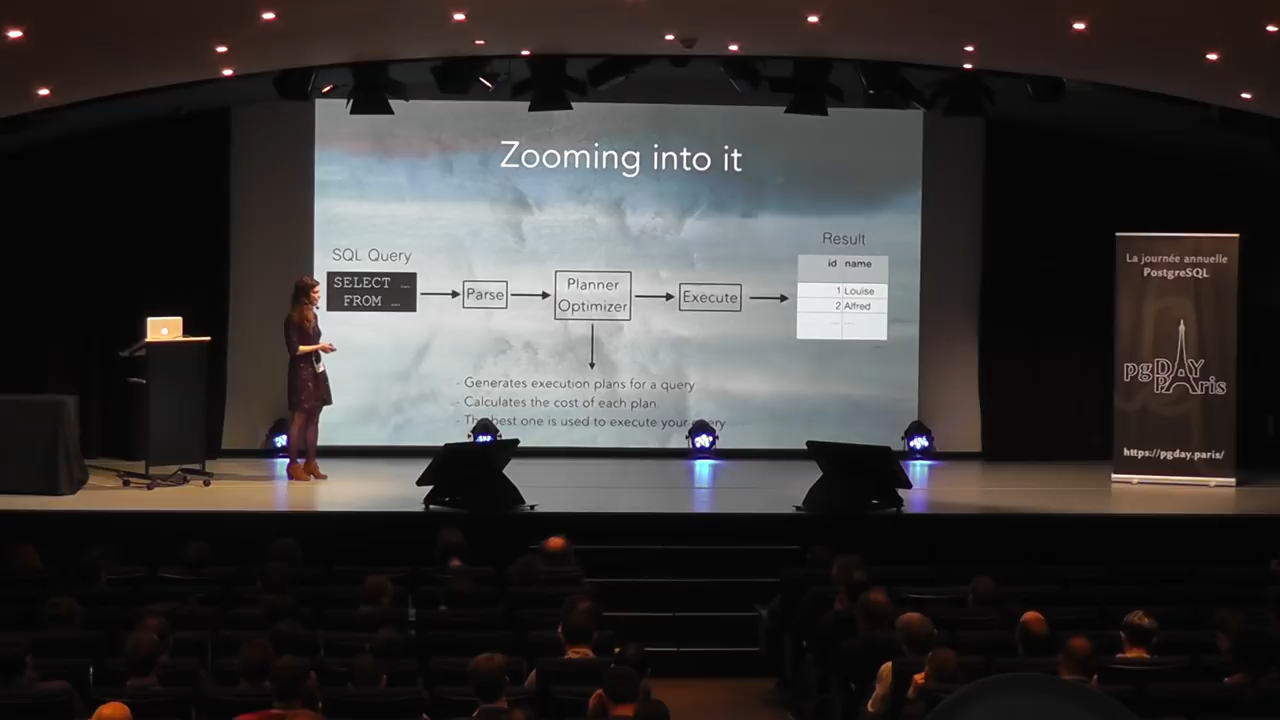 Zooming into it
SQL Query
SELECT ...
FROM ...
Parse
Planner
Optimizer
Execute
Result
id name
1 Louise
2 Alfred
- Generates execution plans for a query
- Calculates the cost of each plan
- The best one is used to execute your query
La journée annuelle
PostgreSQL
pgDAY
PAris
https://pgday.paris/